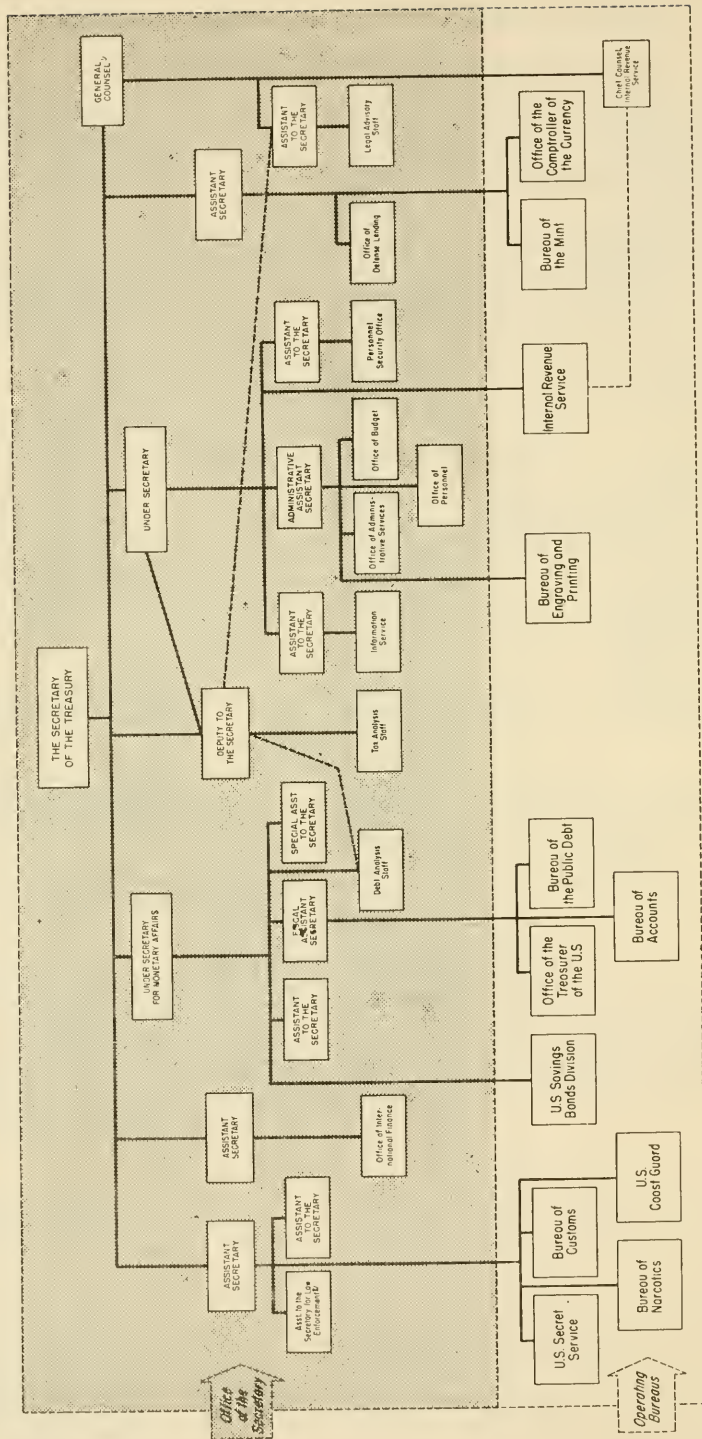 THE SECRETARY
OF THE TREASURY
GENERAL
COUNSEL
UNDER SECRETARY
FOR MONETARY AFFAIRS
UNDER SECRETARY
ASSISTANT
SECRETARY
ASSISTANT
SECRETARY
DEPUTY TO
THE SECRETARY
ASSISTANT
SECRETARY
Asst. to the
Secretary for Law
Enforcement
ASSISTANT
TO THE
SECRETARY
ASSISTANT
TO THE
SECRETARY
FISCAL
ASSISTANT
SECRETARY
SPECIAL ASST
TO THE
SECRETARY
ASSISTANT
TO THE
SECRETARY
ADMINISTRATIVE
ASSISTANT
SECRETARY
ASSISTANT
TO THE
SECRETARY
ASSISTANT
TO THE
SECRETARY
Office of Inter-
national Finance
Debt Analysis
Staff
Tax Analysis
Staff
Information
Service
Office of Adminis-
trative Services
Office of Budget
Office of
Personnel
Personnel
Security Office
Office of
Defense Lending
Legal Advisory
Staff
Office
of the
Secretary
U.S. Secret
Service
Bureau of
Customs
Bureau of
Narcotics
U.S.
Coast Guard
U.S. Savings
Bonds Division
Office of the
Treasurer
of the U.S
Bureau of
the Public Debt
Bureau of
Accounts
Bureau of
Engraving and
Printing
Internal Revenue
Service
Bureau of
the Mint
Office of the
Comptroller of
the Currency
Chief Counsel
Internal Revenue
Service
Operating
Bureaus